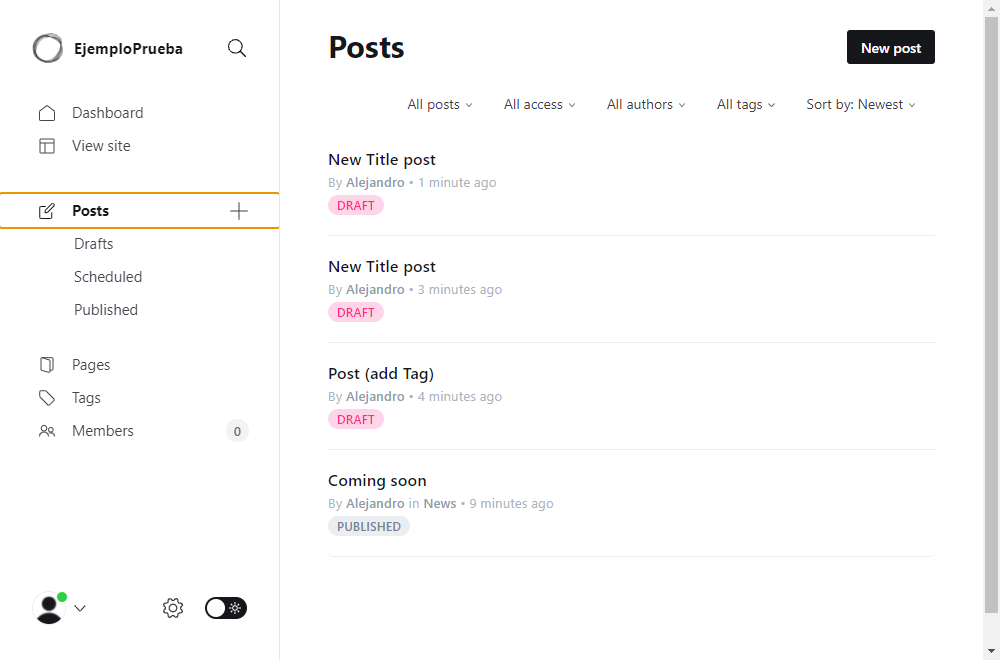 EjemploPrueba
Dashboard
View site
Posts
Drafts
Scheduled
Published
Pages
Tags
Members 0
Posts
New post
All posts All access All authors All tags Sort by: Newest
New Title post
By Alejandro • 1 minute ago
DRAFT
New Title post
By Alejandro • 3 minutes ago
DRAFT
Post (add Tag)
By Alejandro • 4 minutes ago
DRAFT
Coming soon
By Alejandro in News • 9 minutes ago
PUBLISHED